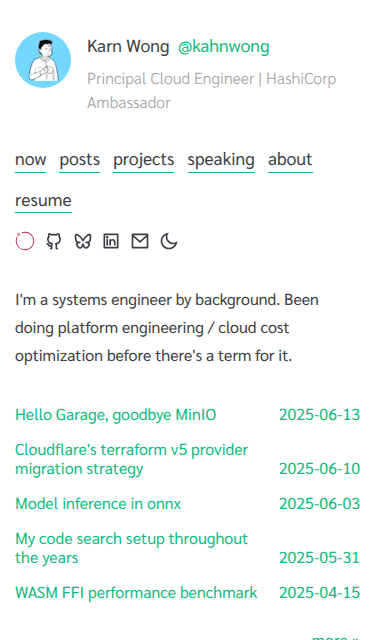 Karn Wong @kahnwong
Principal Cloud Engineer | HashiCorp
Ambassador
now posts projects speaking about
resume
I'm a systems engineer by background. Been
doing platform engineering / cloud cost
optimization before there's a term for it.
Hello Garage, goodbye MinIO 2025-06-13
Cloudflare's terraform v5 provider
migration strategy 2025-06-10
Model inference in onnx 2025-06-03
My code search setup throughout
the years 2025-05-31
WASM FFI performance benchmark 2025-04-15
more »